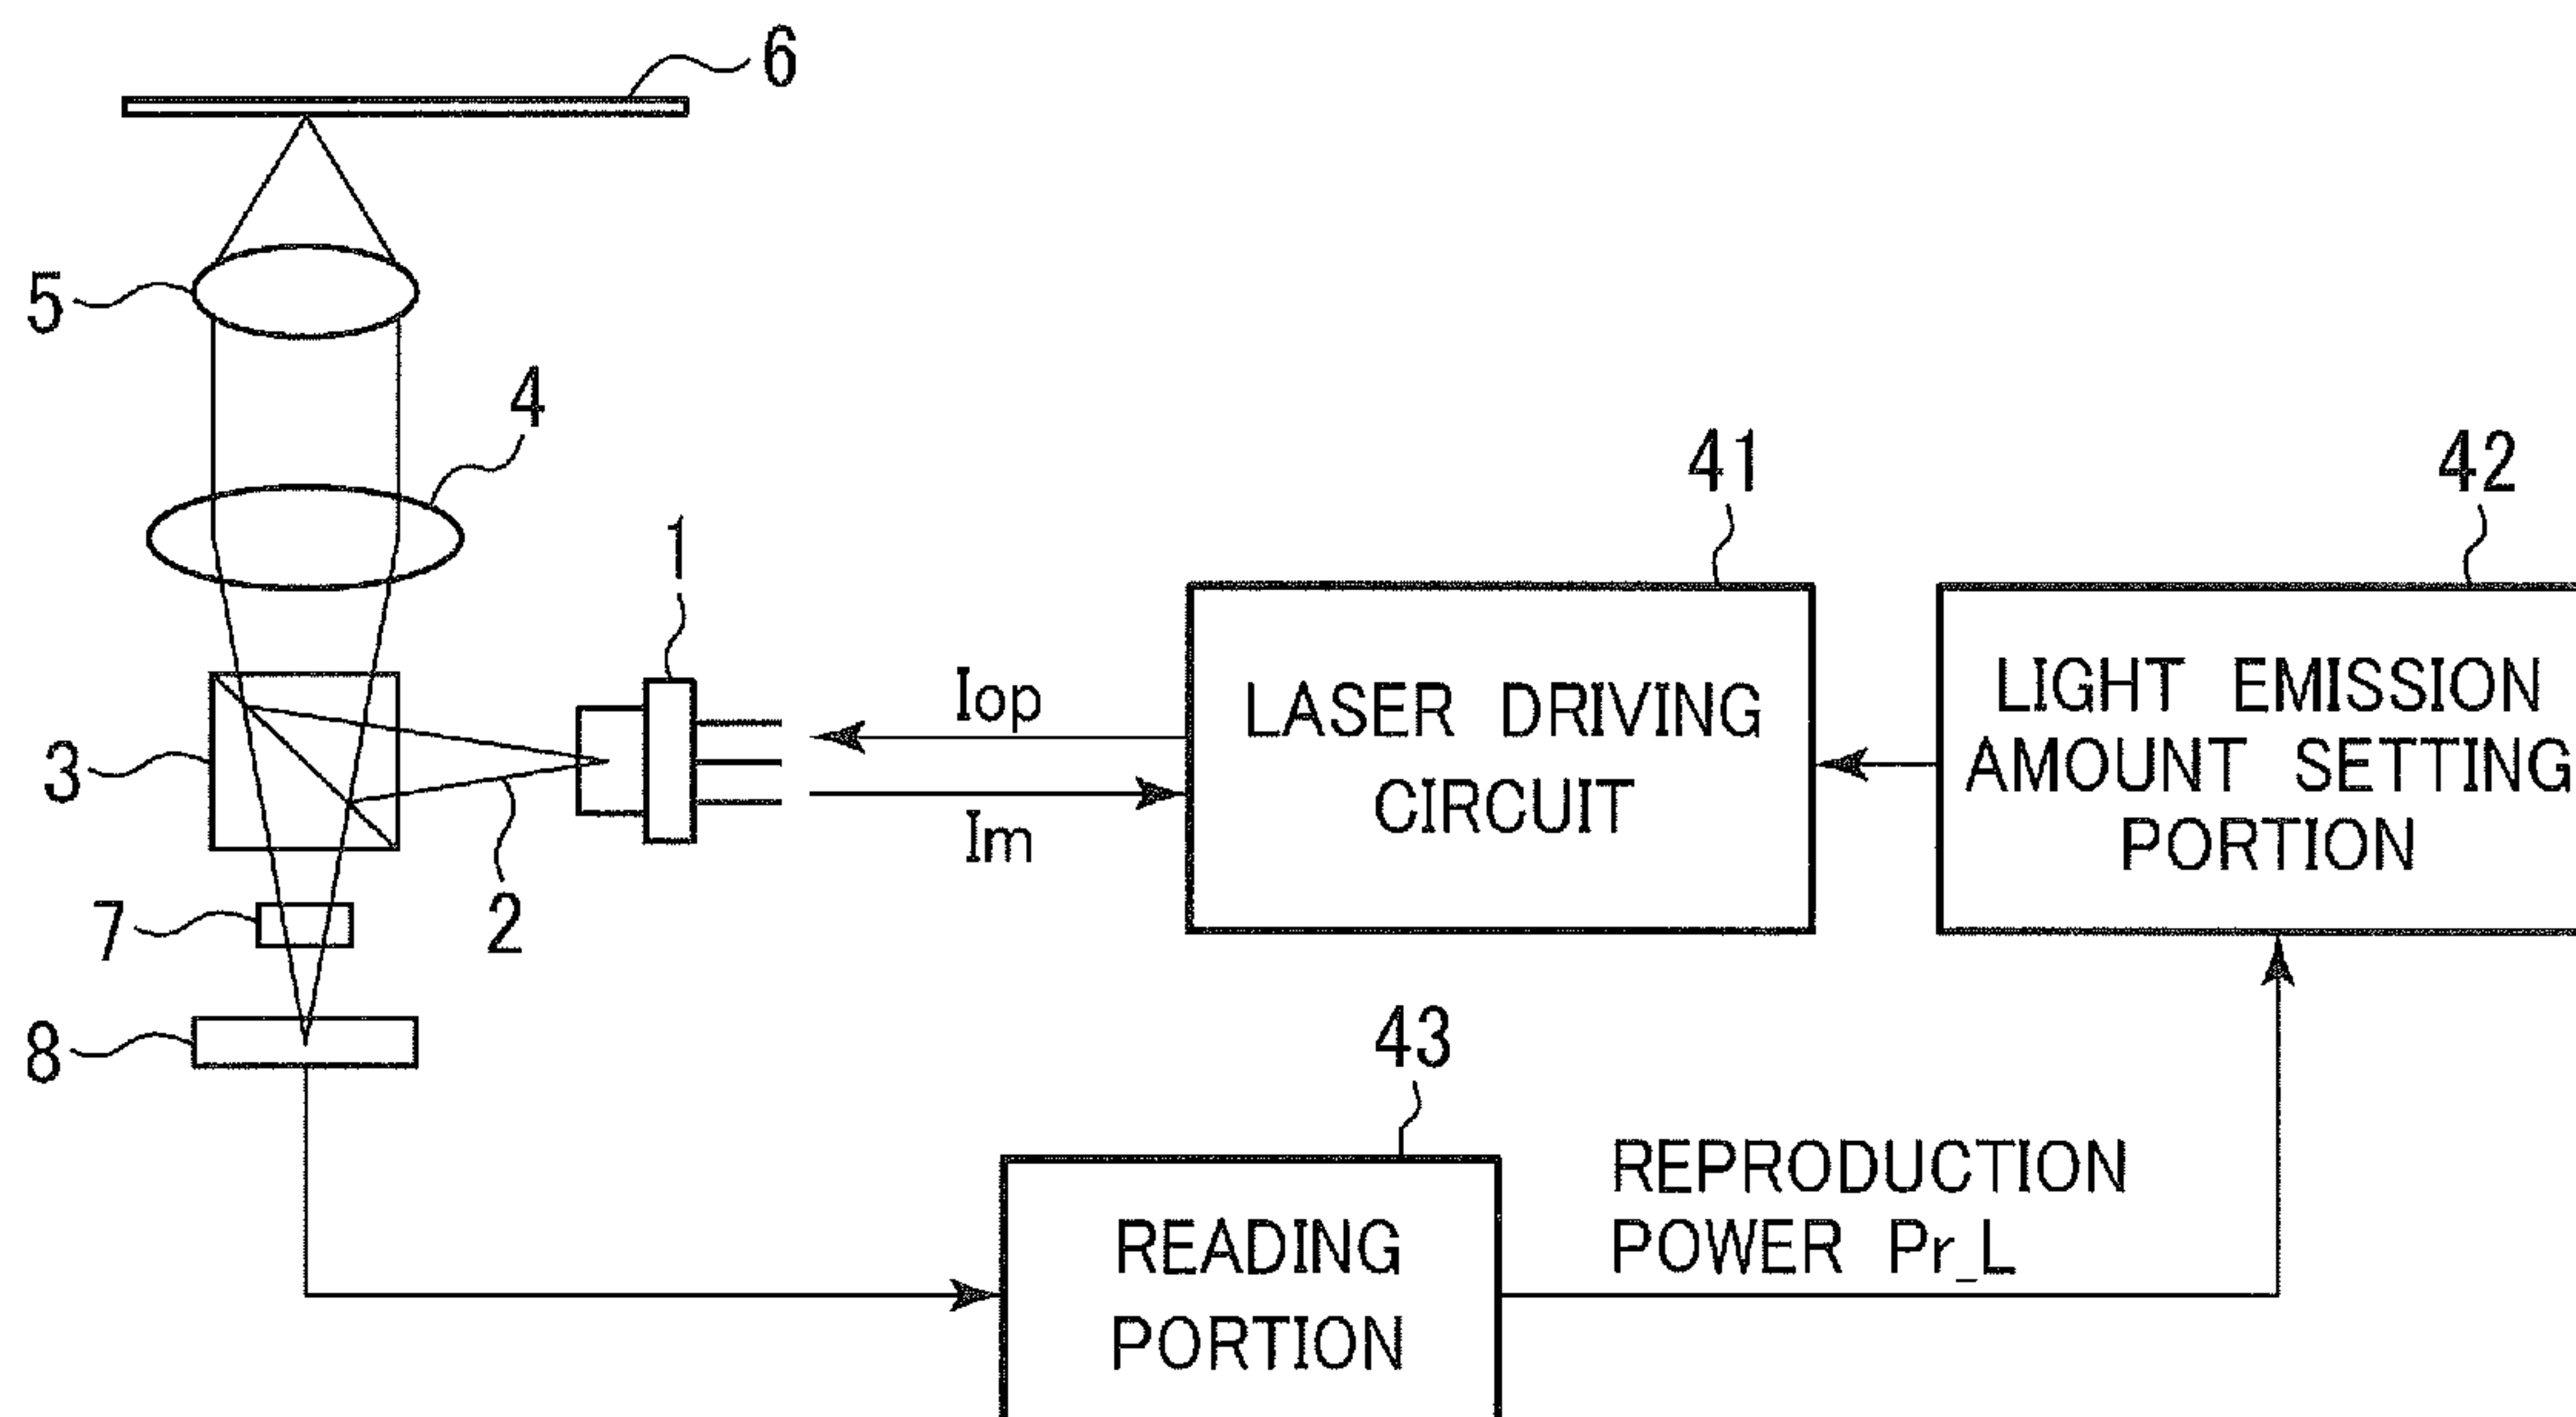 6
5
4
1
41
42
Iop
Im
LASER DRIVING
CIRCUIT
LIGHT EMISSION
AMOUNT SETTING
PORTION
3
2
7
8
43
READING
PORTION
REPRODUCTION
POWER Pr_L